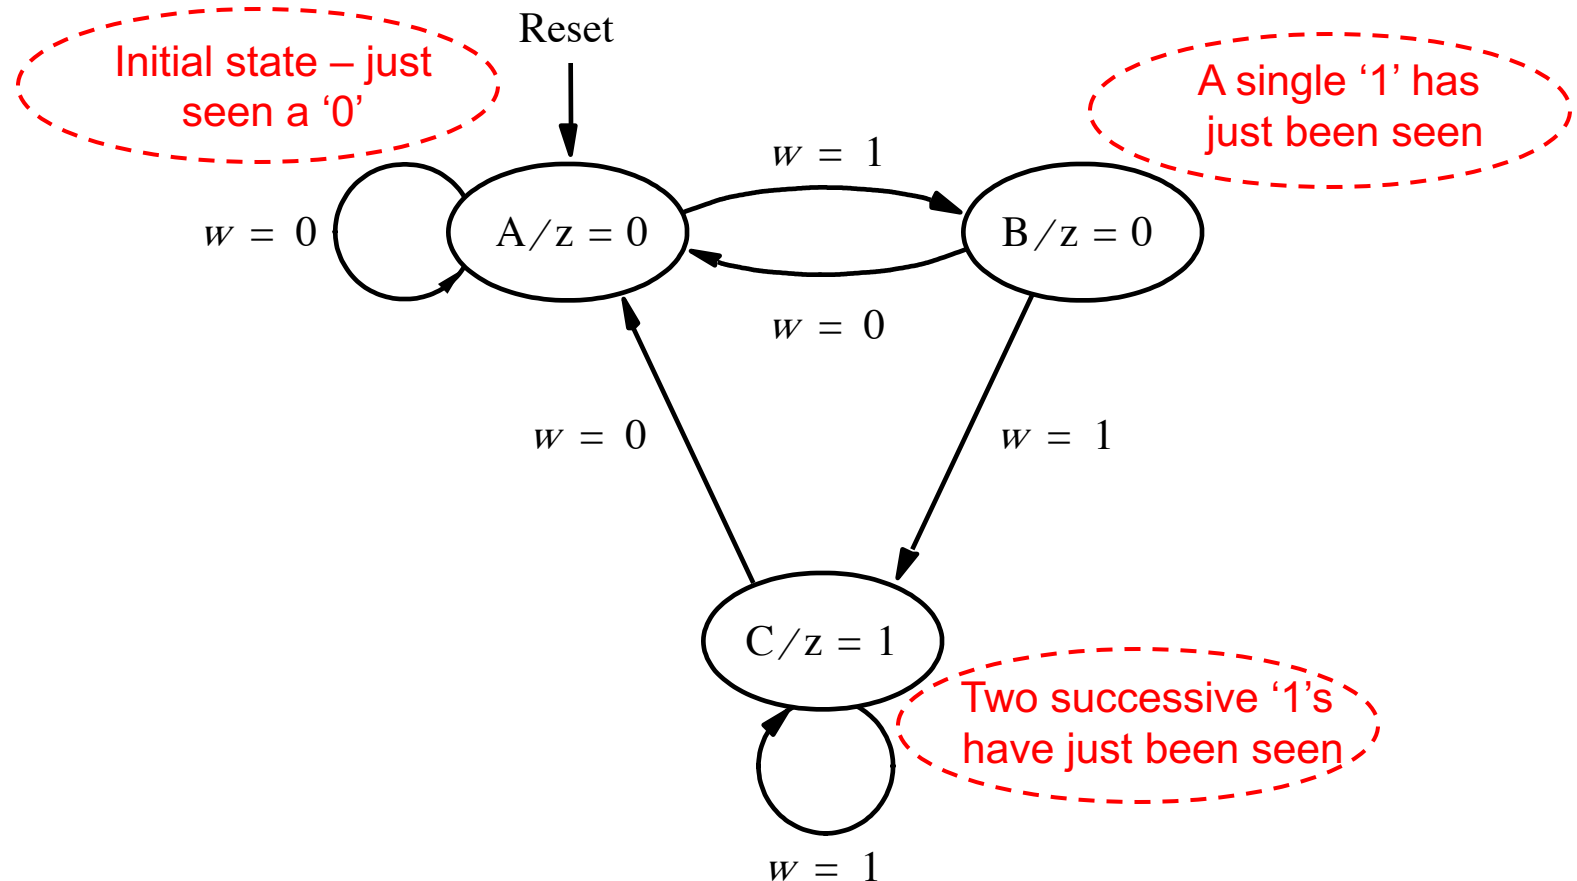 Reset
Initial state – just
seen a ‘0’
A single ‘1’ has
just been seen
w = 1
w = 0
A/z = 0
B/z = 0
w = 0
w = 0
w = 1
C/z = 1
Two successive ‘1’s
have just been seen
w = 1